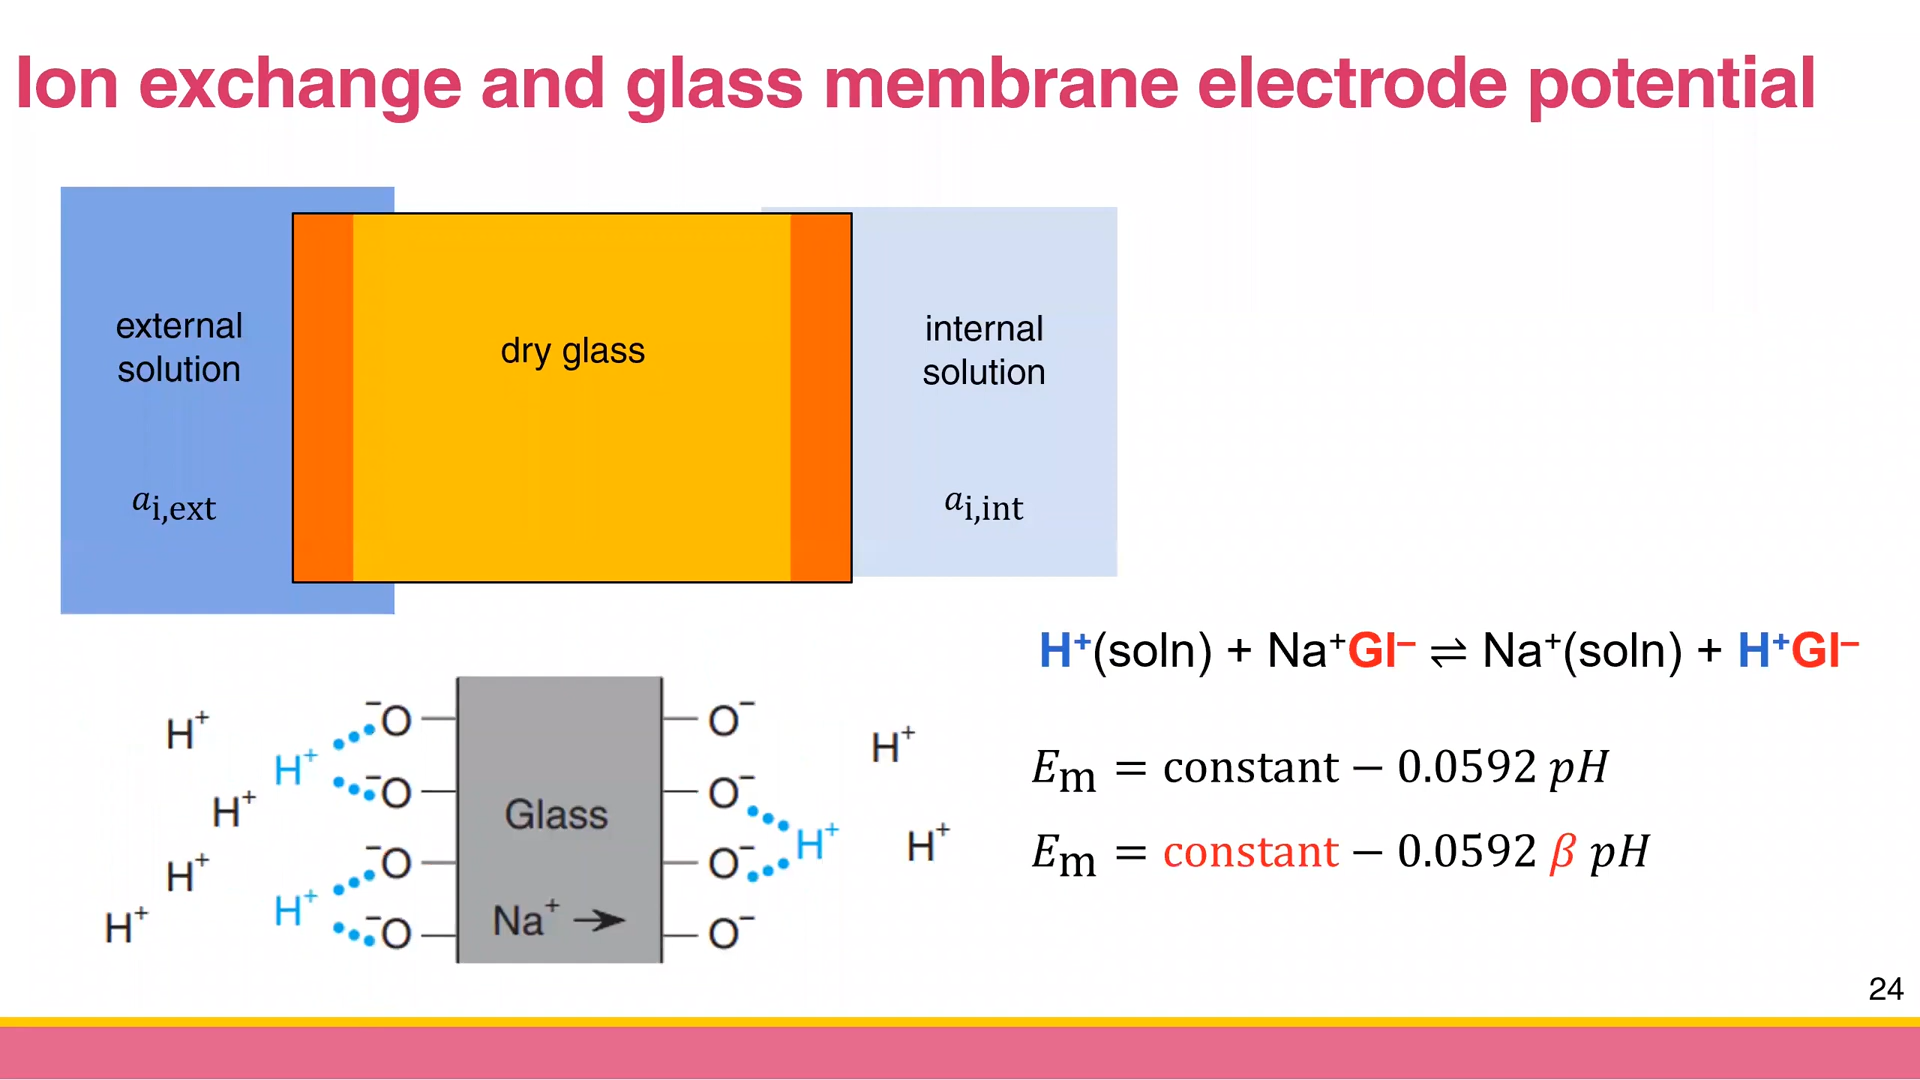 Ion exchange and glass membrane electrode potential
external
solution
dry glass
internal
solution
a_i,ext
a_i,int
H⁺(soln) + Na⁺Gl⁻ ⇌ Na⁺(soln) + H⁺Gl⁻
E_m = constant − 0.0592 pH
E_m = constant − 0.0592 β pH
H⁺
H⁺
H⁺
H⁺
H⁺
H⁺
⁻O
⁻O
⁻O
⁻O
Glass
Na⁺ →
O⁻
O⁻
O⁻
O⁻
H⁺
H⁺
H⁺
24